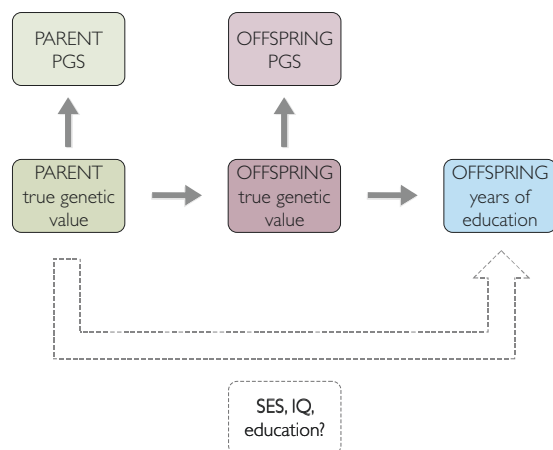 PARENT
PGS
OFFSPRING
PGS
PARENT
true genetic
value
OFFSPRING
true genetic
value
OFFSPRING
years of
education
SES, IQ,
education?